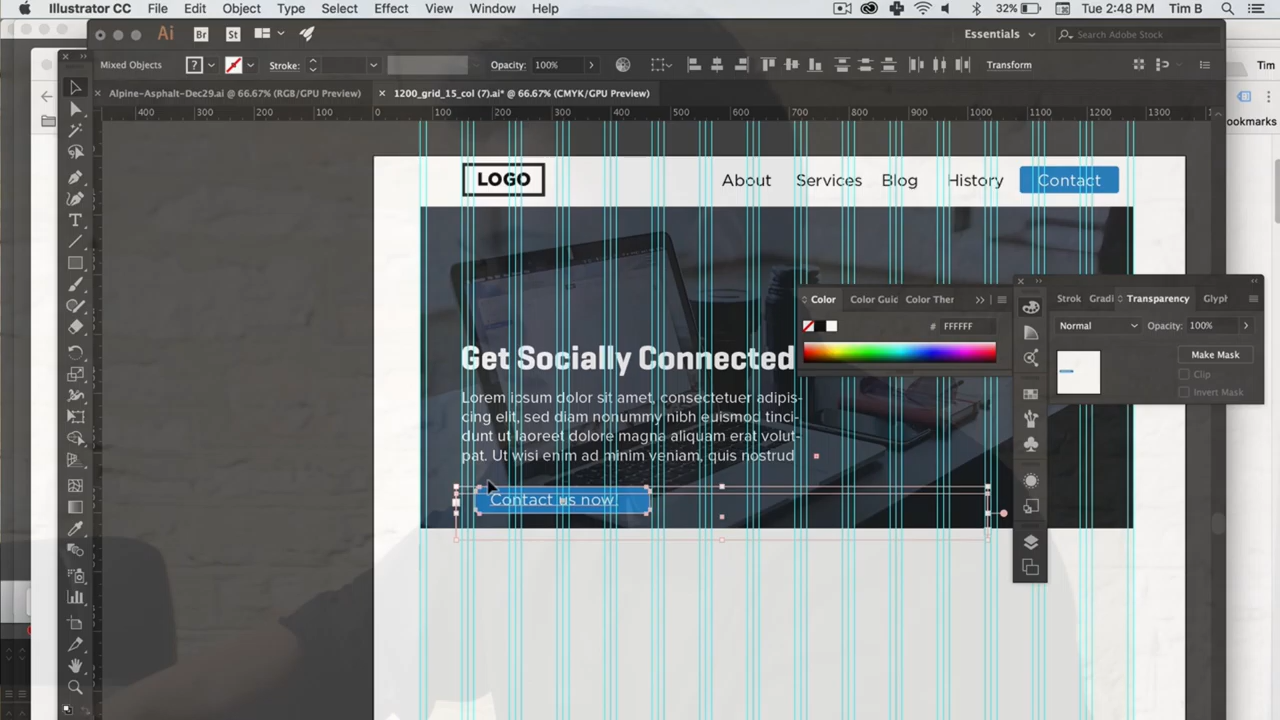 Illustrator CC File Edit Object Type Select Effect View Window Help 32% Tue 2:48 PM Tim B
Ai Br St Essentials Search Adobe Stock
Mixed Objects ? Stroke: Opacity: 100% Transform
Tim
Alpine-Asphalt-Dec29.ai @ 66.67% (RGB/GPU Preview) 1200_grid_15_col (7).ai* @ 66.67% (CMYK/GPU Preview)
400 300 200 100 0 100 200 300 400 500 600 700 800 900 1000 1100 1200 1300
ookmarks
LOGO About Services Blog History Contact
Color Color Guic Color Ther
Strok Gradi Transparency Glyph
# FFFFFF
Normal Opacity: 100%
Make Mask
Clip
Invert Mask
Get Socially Connected
Lorem ipsum dolor sit amet, consectetuer adipis-
cing elit, sed diam nonummy nibh euismod tinci-
dunt ut laoreet dolore magna aliquam erat volut-
pat. Ut wisi enim ad minim veniam, quis nostrud
Contact us now